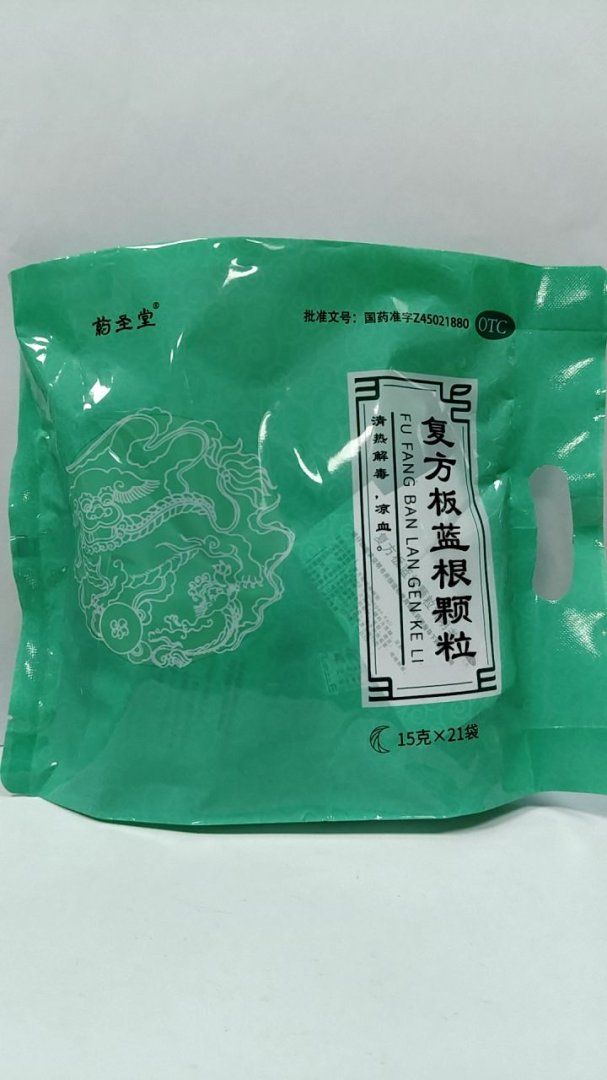 药圣堂®
批准文号：国药准字Z45021880
OTC
复方板蓝根颗粒
FU FANG BAN LAN GEN KE LI
清热解毒，凉血。
15克×21袋